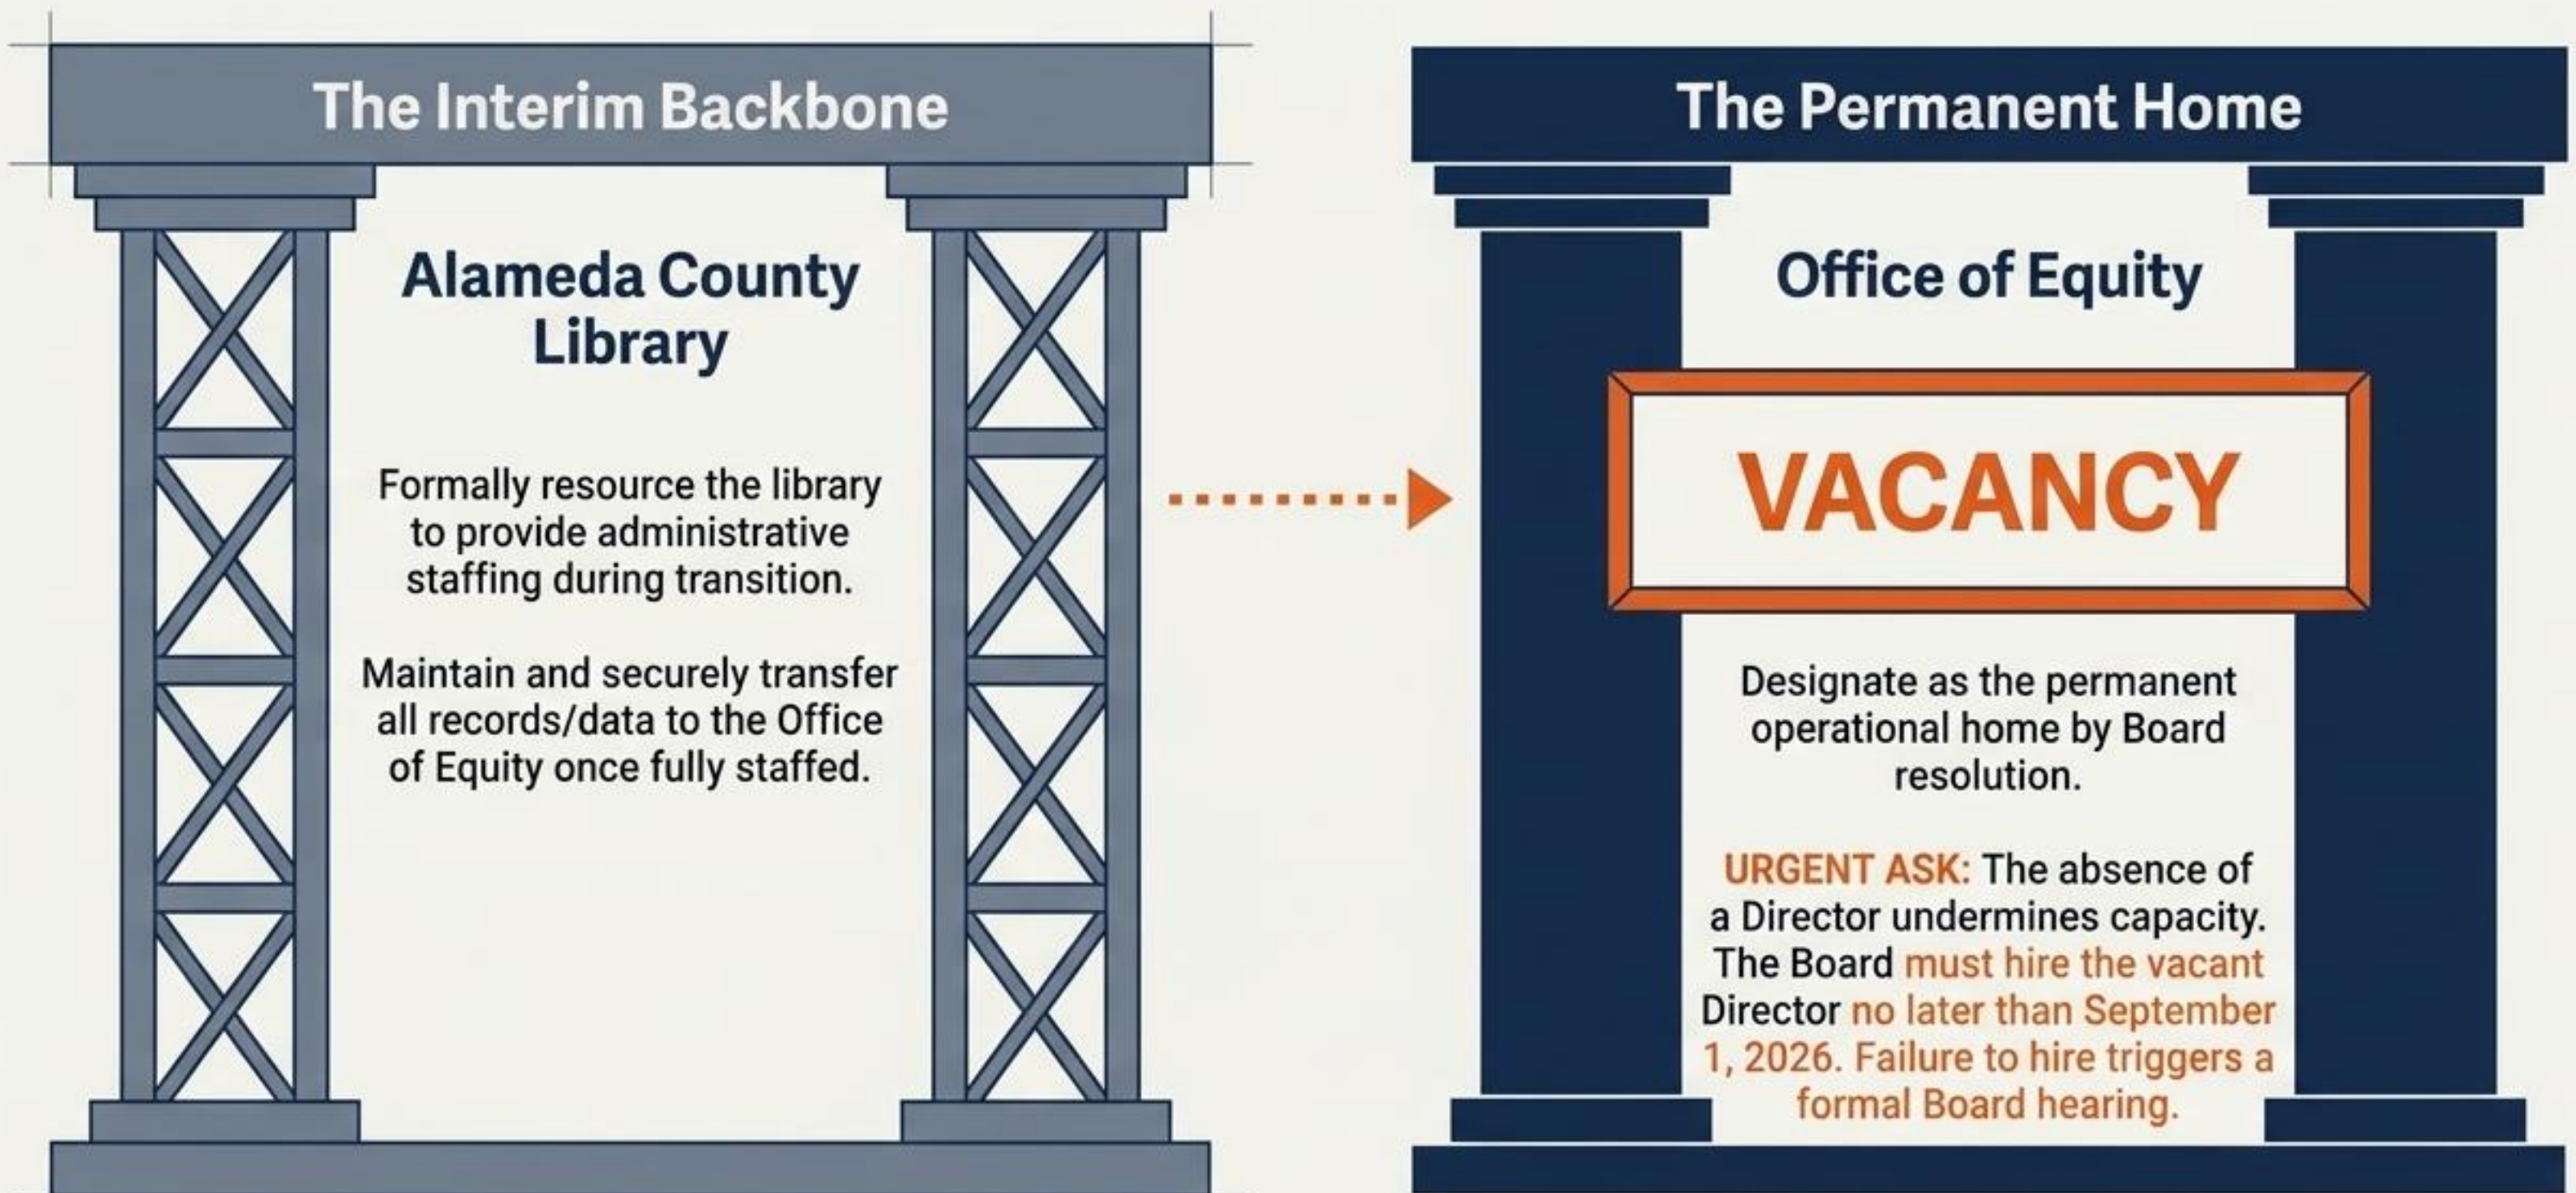 The Interim Backbone
Alameda County
Library
Formally resource the library
to provide administrative
staffing during transition.
Maintain and securely transfer
all records/data to the Office
of Equity once fully staffed.
The Permanent Home
Office of Equity
VACANCY
Designate as the permanent
operational home by Board
resolution.
URGENT ASK: The absence of
a Director undermines capacity.
The Board must hire the vacant
Director no later than September
1, 2026. Failure to hire triggers a
formal Board hearing.